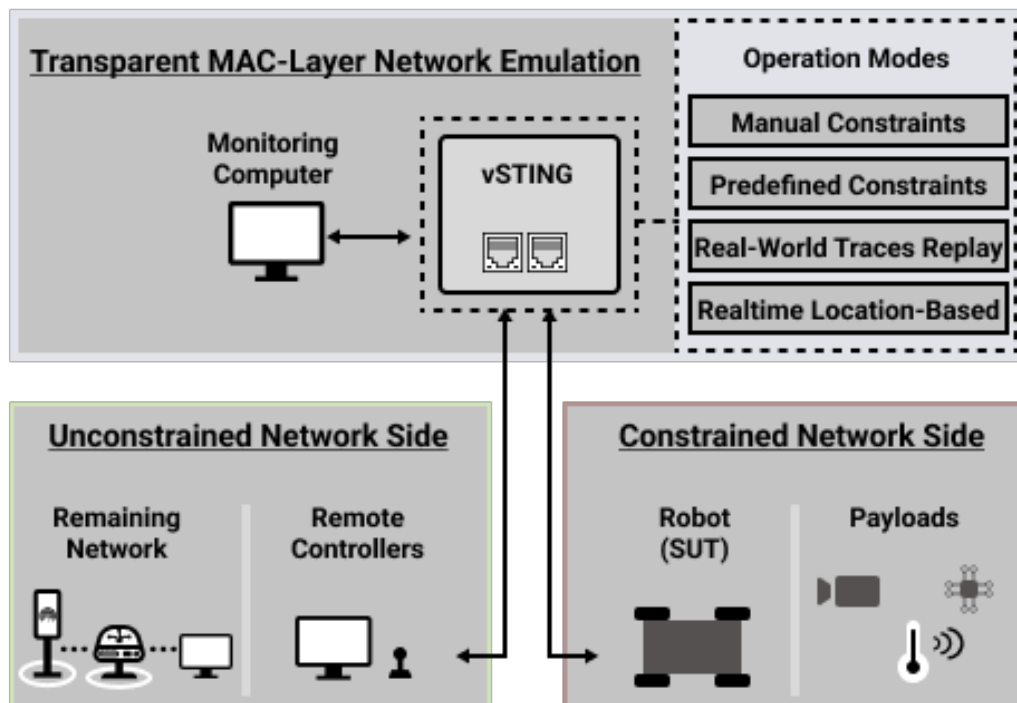 Transparent MAC-Layer Network Emulation
Monitoring
Computer
vSTING
Operation Modes
Manual Constraints
Predefined Constraints
Real-World Traces Replay
Realtime Location-Based
Unconstrained Network Side
Remaining
Network
Remote
Controllers
Constrained Network Side
Robot
(SUT)
Payloads